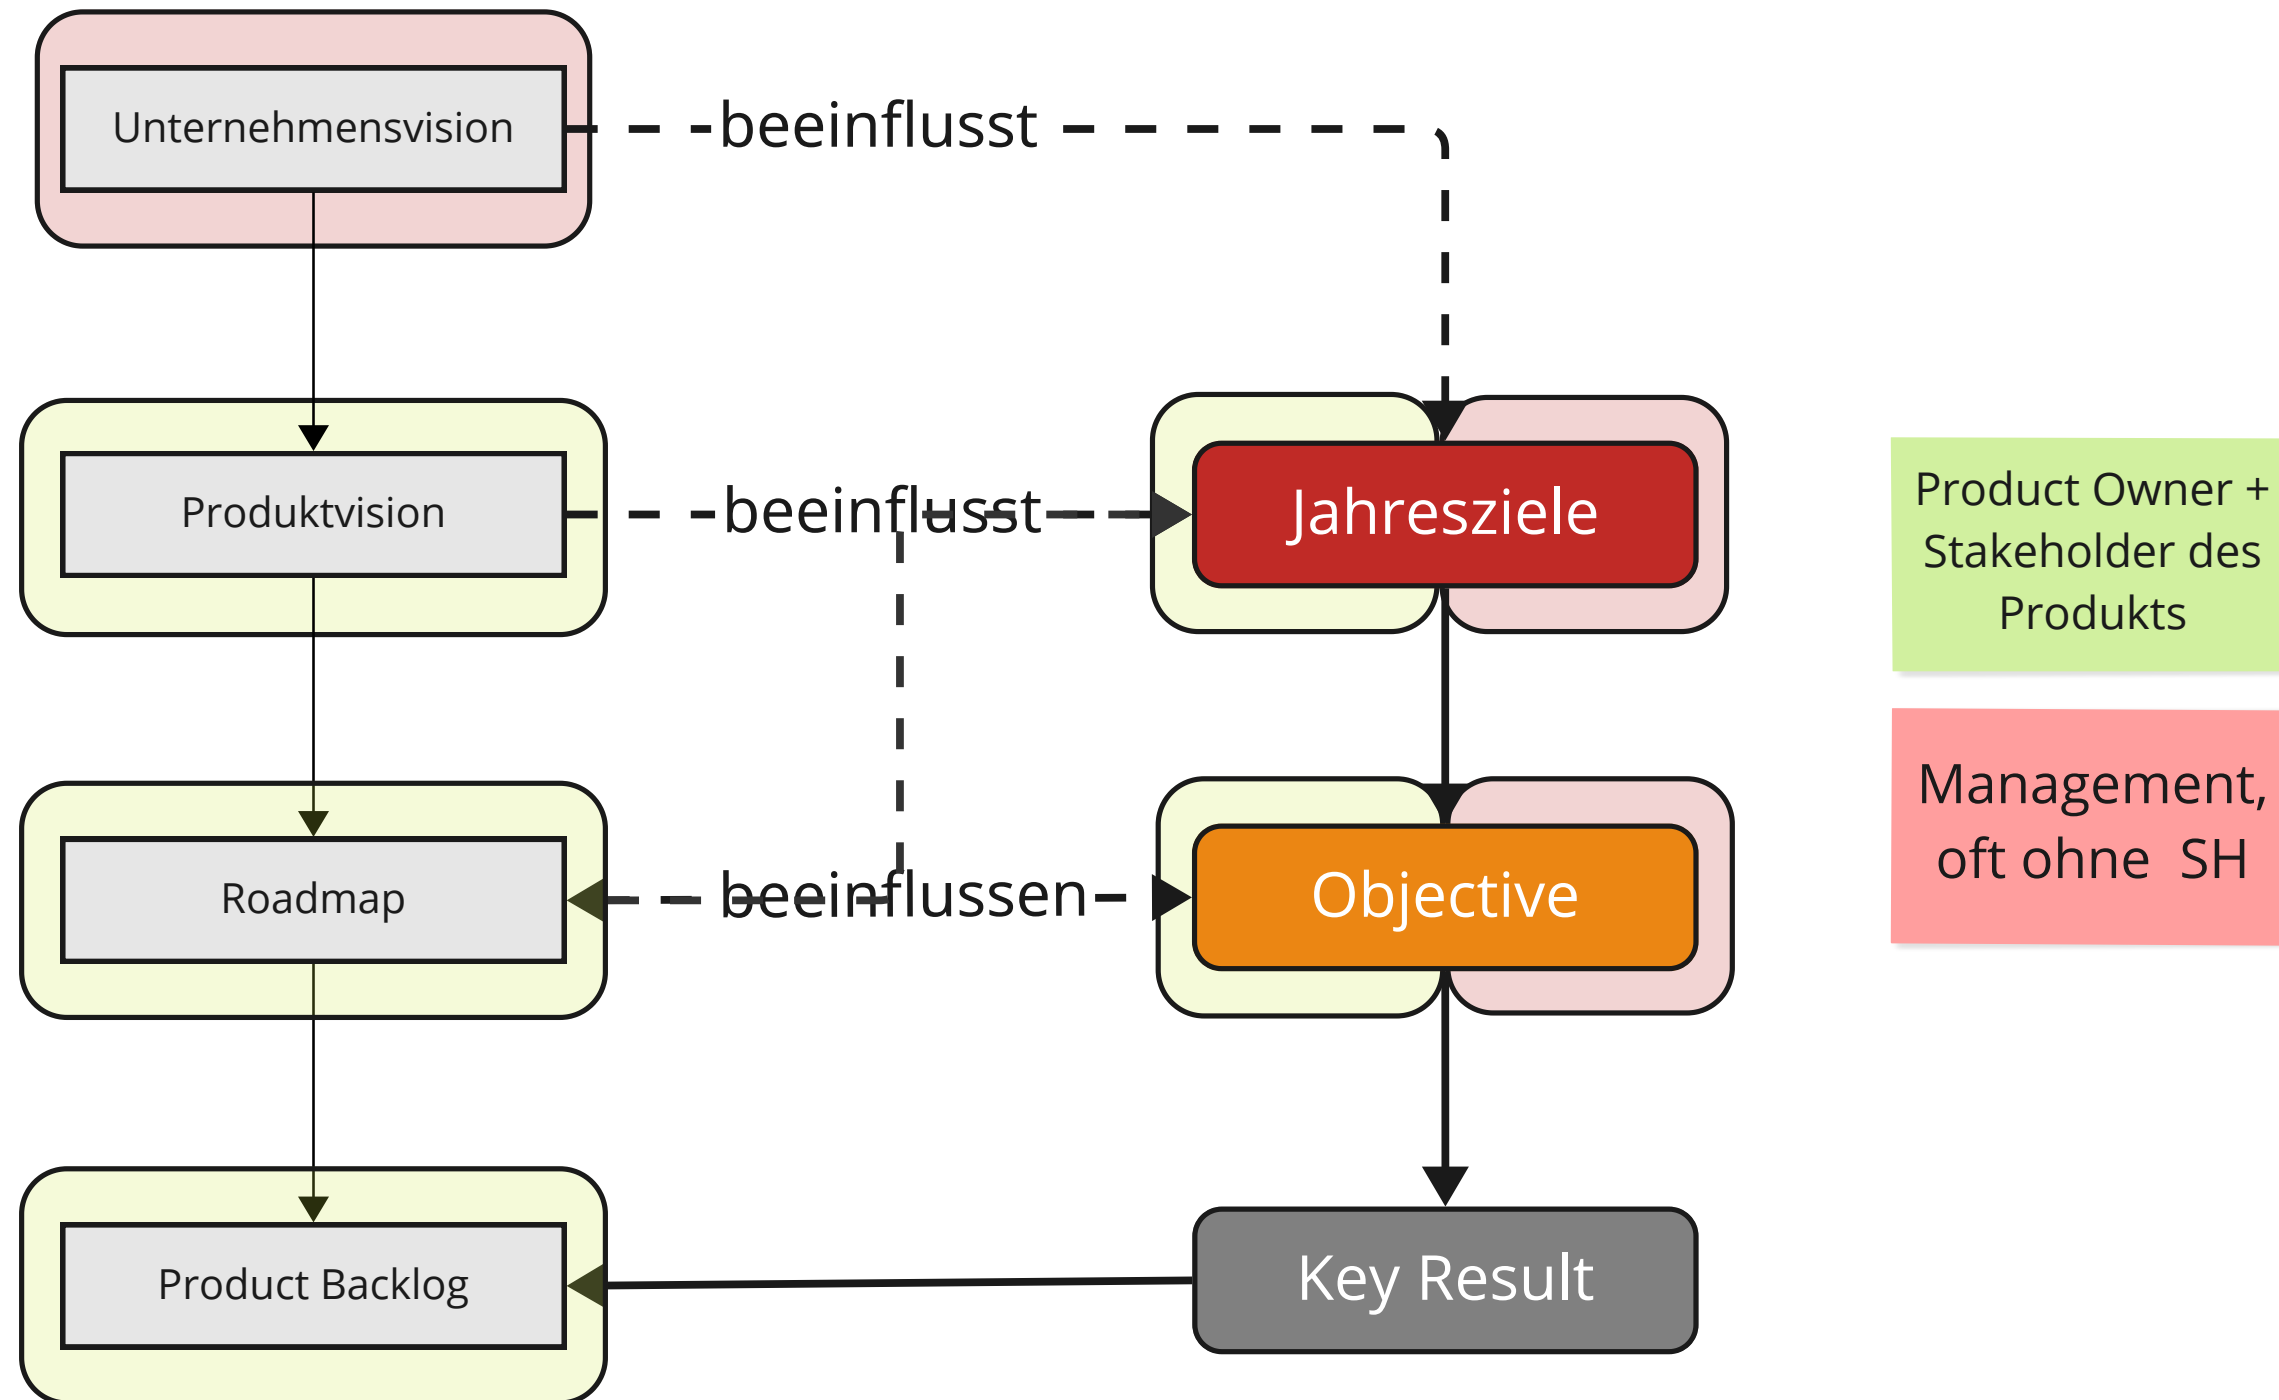 Unternehmensvision
beeinflusst
Produktvision
beeinflusst
Jahresziele
Product Owner +
Stakeholder des
Produkts
Management,
oft ohne SH
Roadmap
beeinflussen
Objective
Product Backlog
Key Result